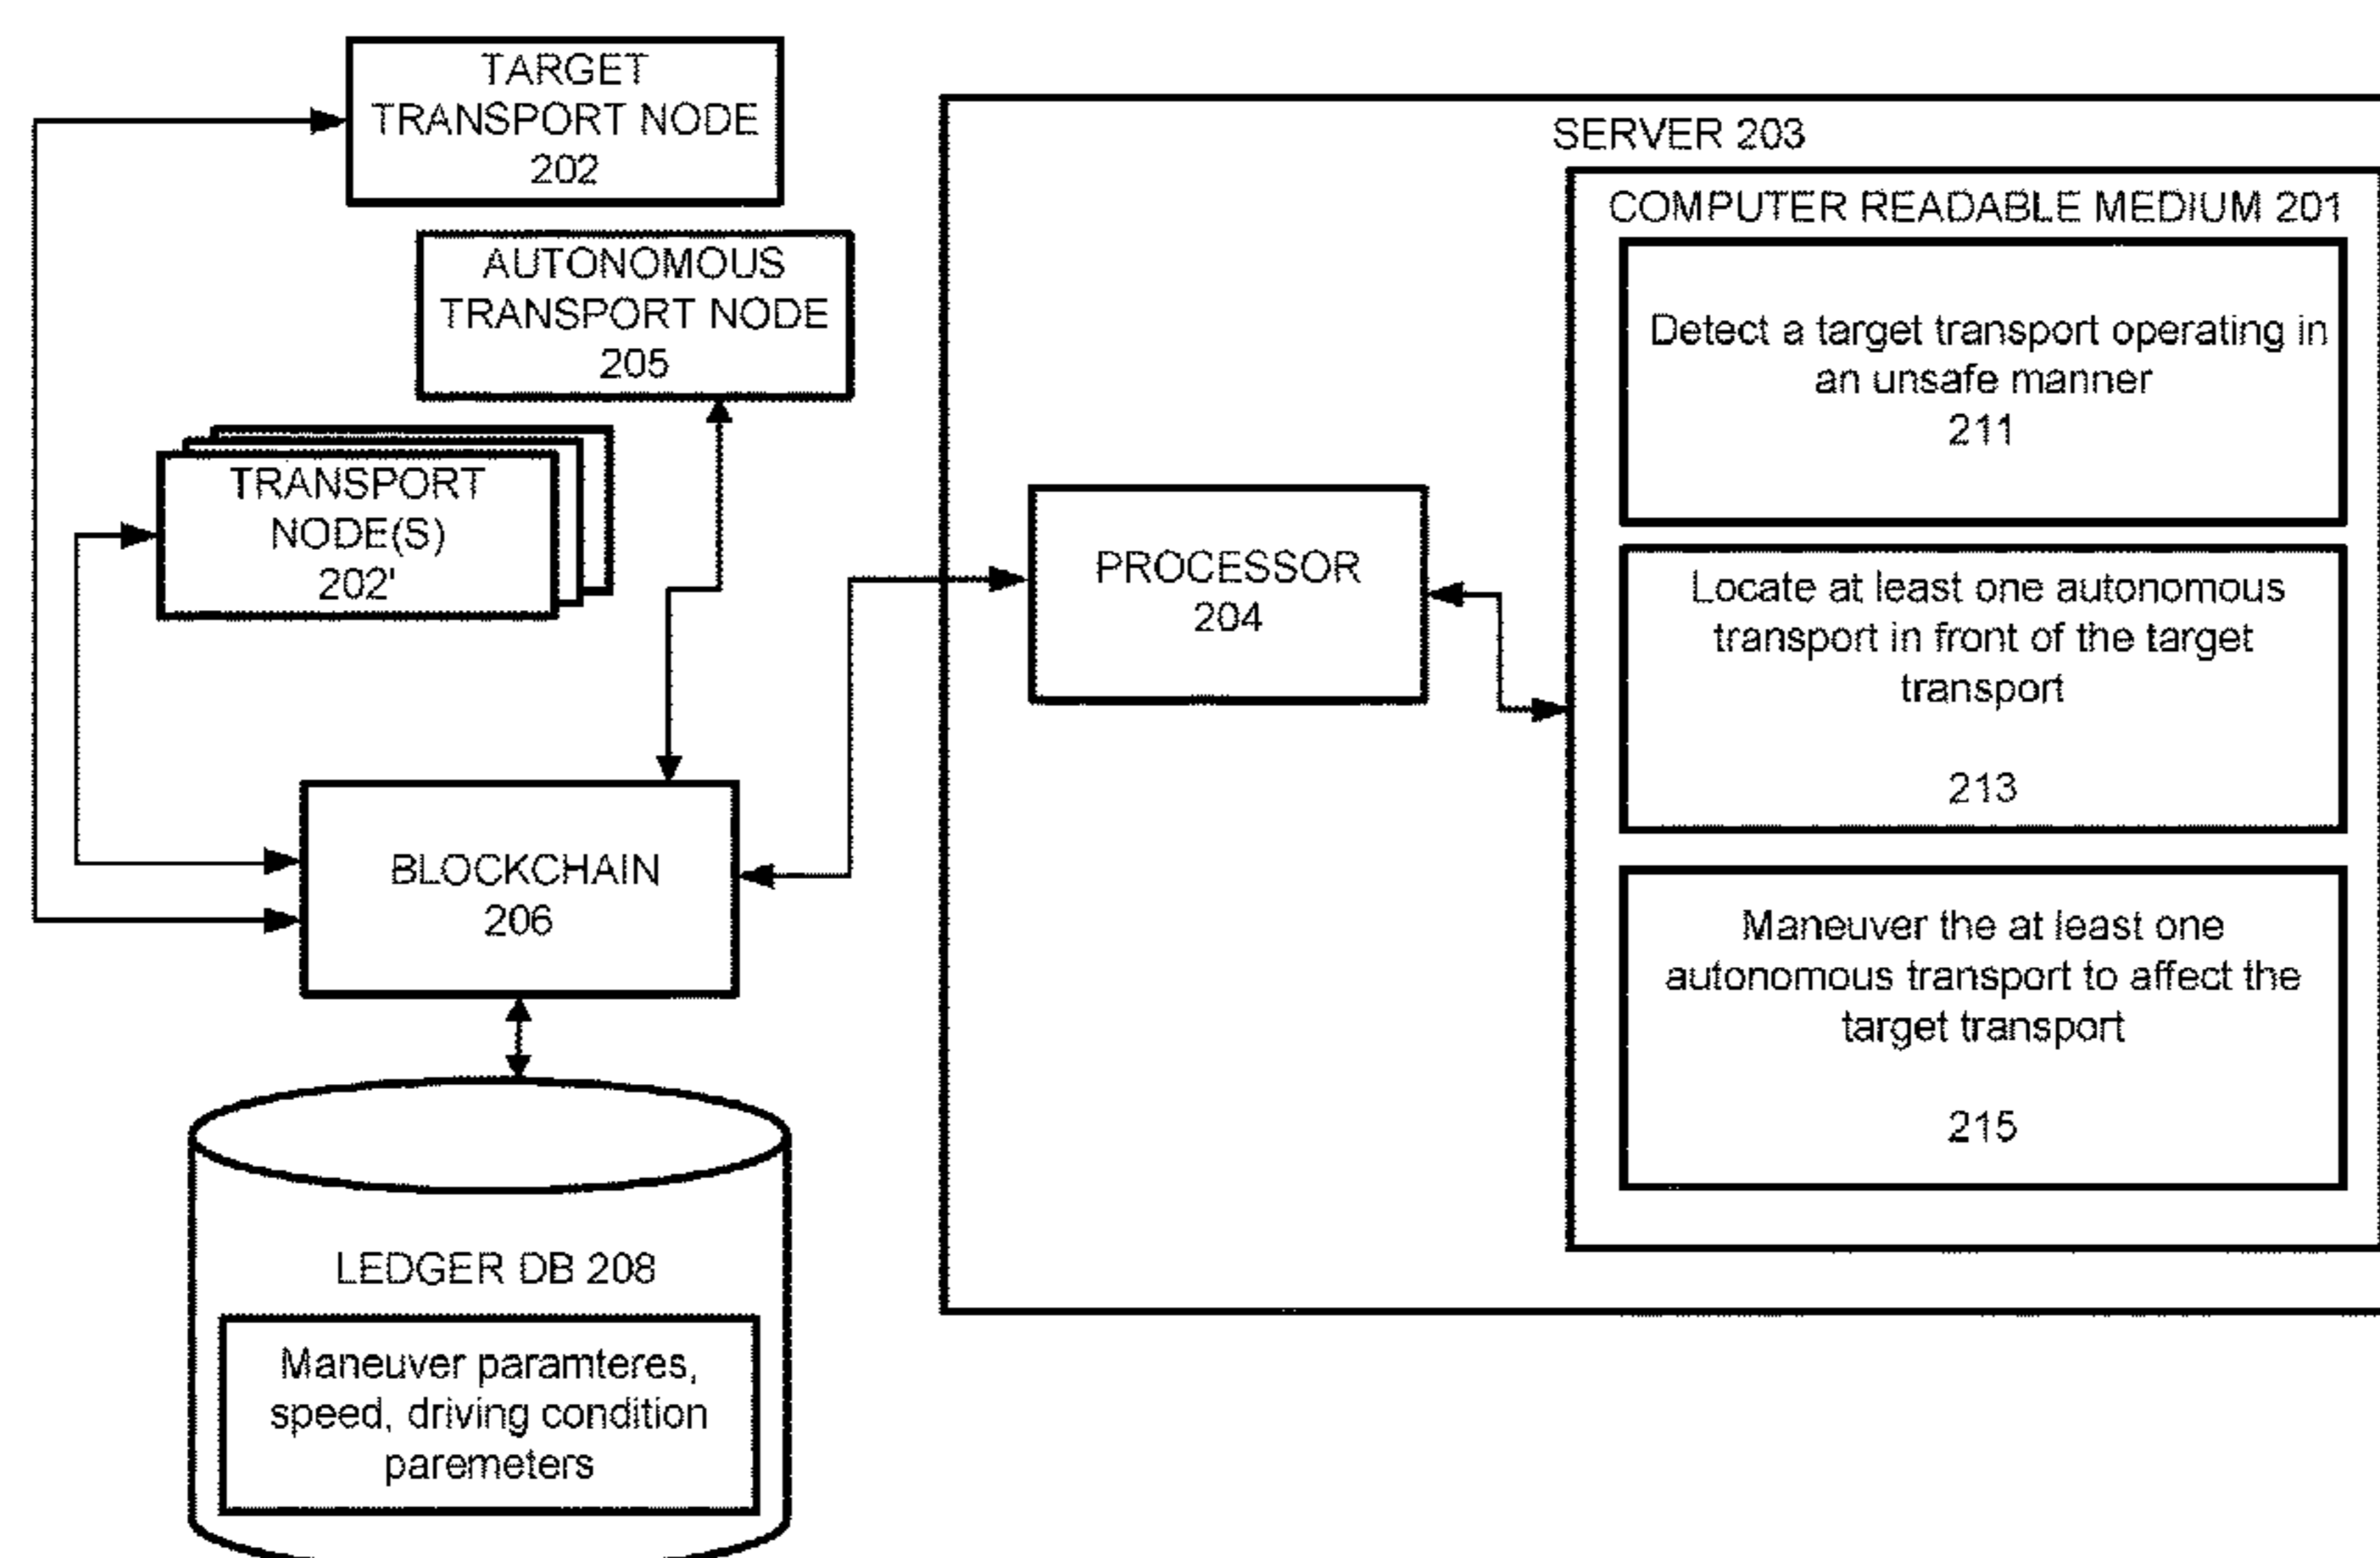 TARGET
TRANSPORT NODE
202
AUTONOMOUS
TRANSPORT NODE
205
TRANSPORT
NODE(S)
202'
BLOCKCHAIN
206
LEDGER DB 208
Maneuver paramteres,
speed, driving condition
paremeters
SERVER 203
PROCESSOR
204
COMPUTER READABLE MEDIUM 201
Detect a target transport operating in
an unsafe manner
211
Locate at least one autonomous
transport in front of the target
transport
213
Maneuver the at least one
autonomous transport to affect the
target transport
215